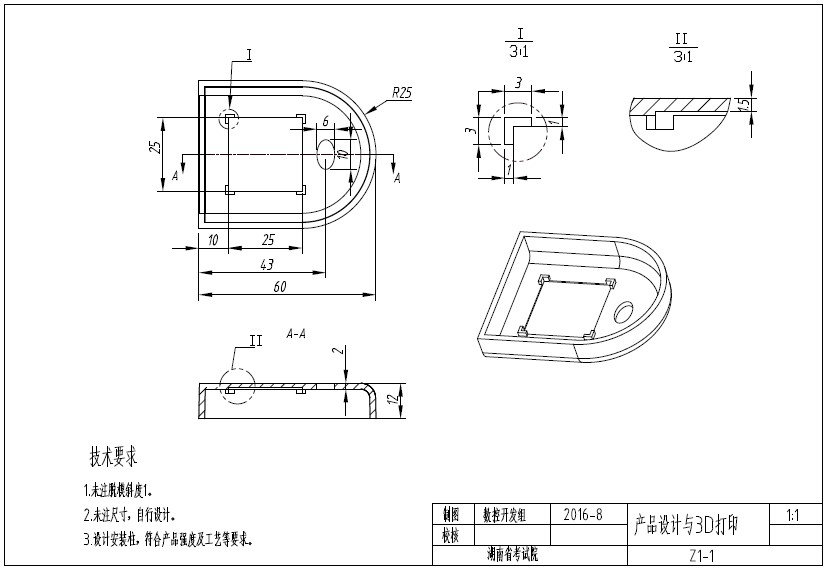 I
R25
6
10
25
A
A
10
25
43
60
I
3:1
3
3
1
1
II
3:1
1.5
A-A
II
2
12
技术要求
1.未注脱模斜度1。
2.未注尺寸，自行设计。
3.设计安装柱，符合产品强度及工艺等要求。
制图 数控开发组 2016-8 产品设计与3D打印 1:1
校核
湖南省考试院 Z1-1